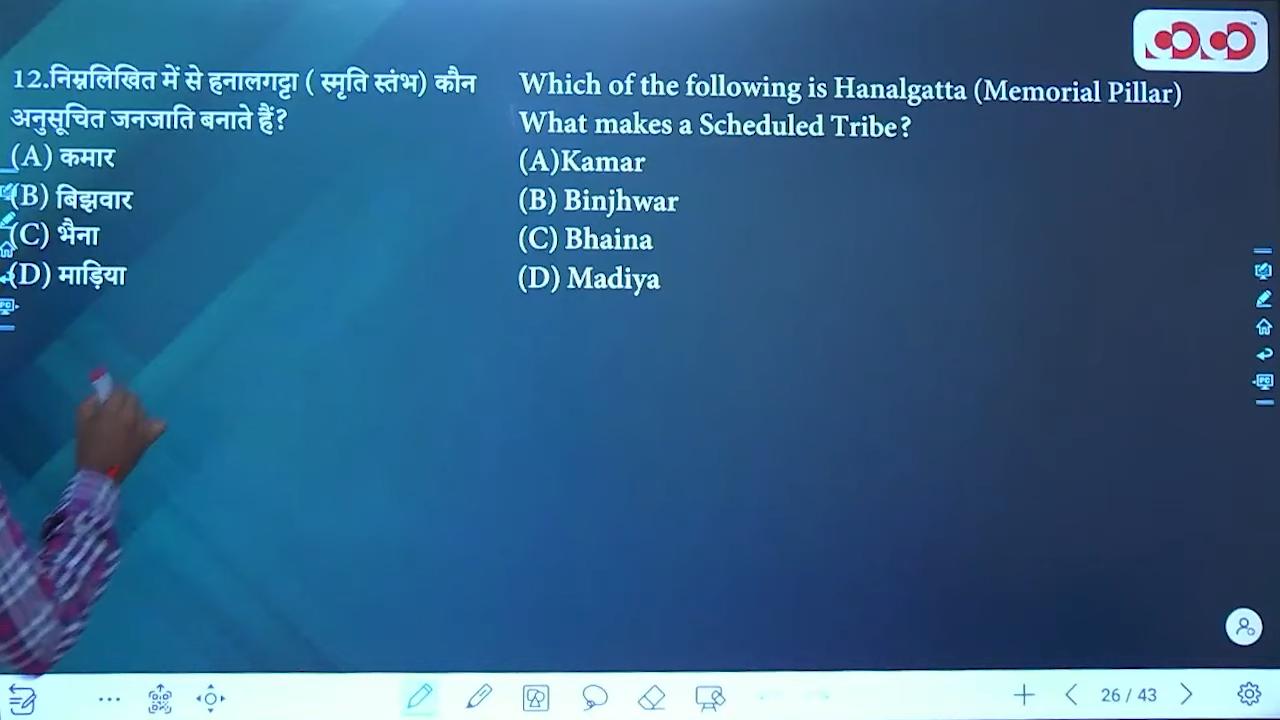 12.निम्नलिखित में से हनालगट्टा ( स्मृति स्तंभ) कौन
अनुसूचित जनजाति बनाते हैं?
(A) कमार
(B) बिझवार
(C) भैना
(D) माड़िया
Which of the following is Hanalgatta (Memorial Pillar)
What makes a Scheduled Tribe?
(A)Kamar
(B) Binjhwar
(C) Bhaina
(D) Madiya
26 / 43